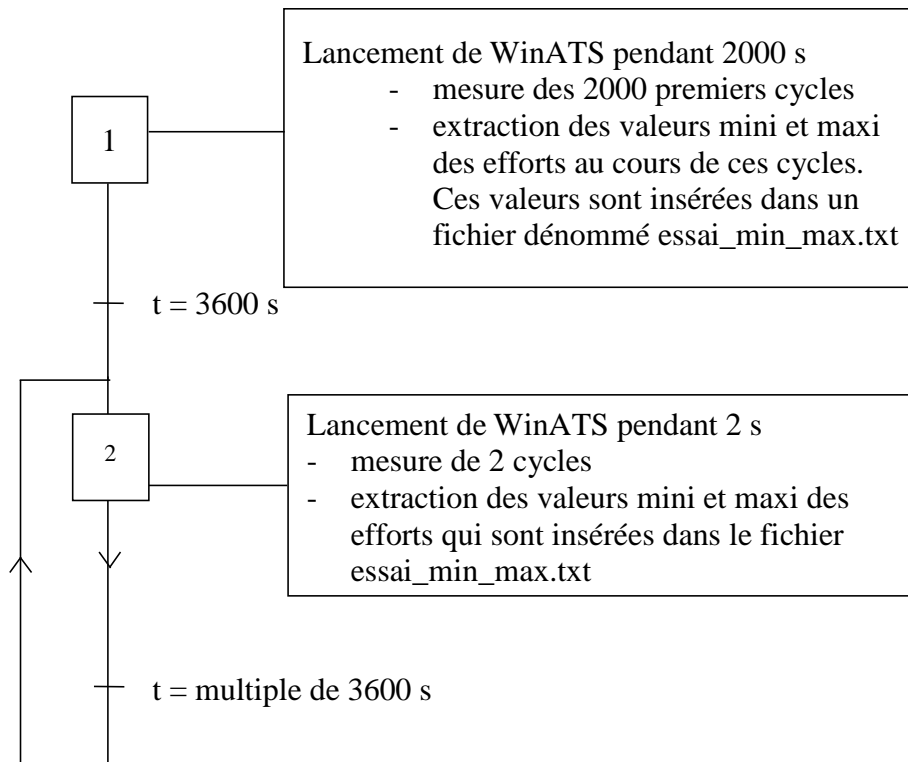 Lancement de WinATS pendant 2000 s
- mesure des 2000 premiers cycles
- extraction des valeurs mini et maxi
des efforts au cours de ces cycles.
Ces valeurs sont insérées dans un
fichier dénommé essai_min_max.txt
1
t = 3600 s
Lancement de WinATS pendant 2 s
- mesure de 2 cycles
- extraction des valeurs mini et maxi des
efforts qui sont insérées dans le fichier
essai_min_max.txt
2
t = multiple de 3600 s